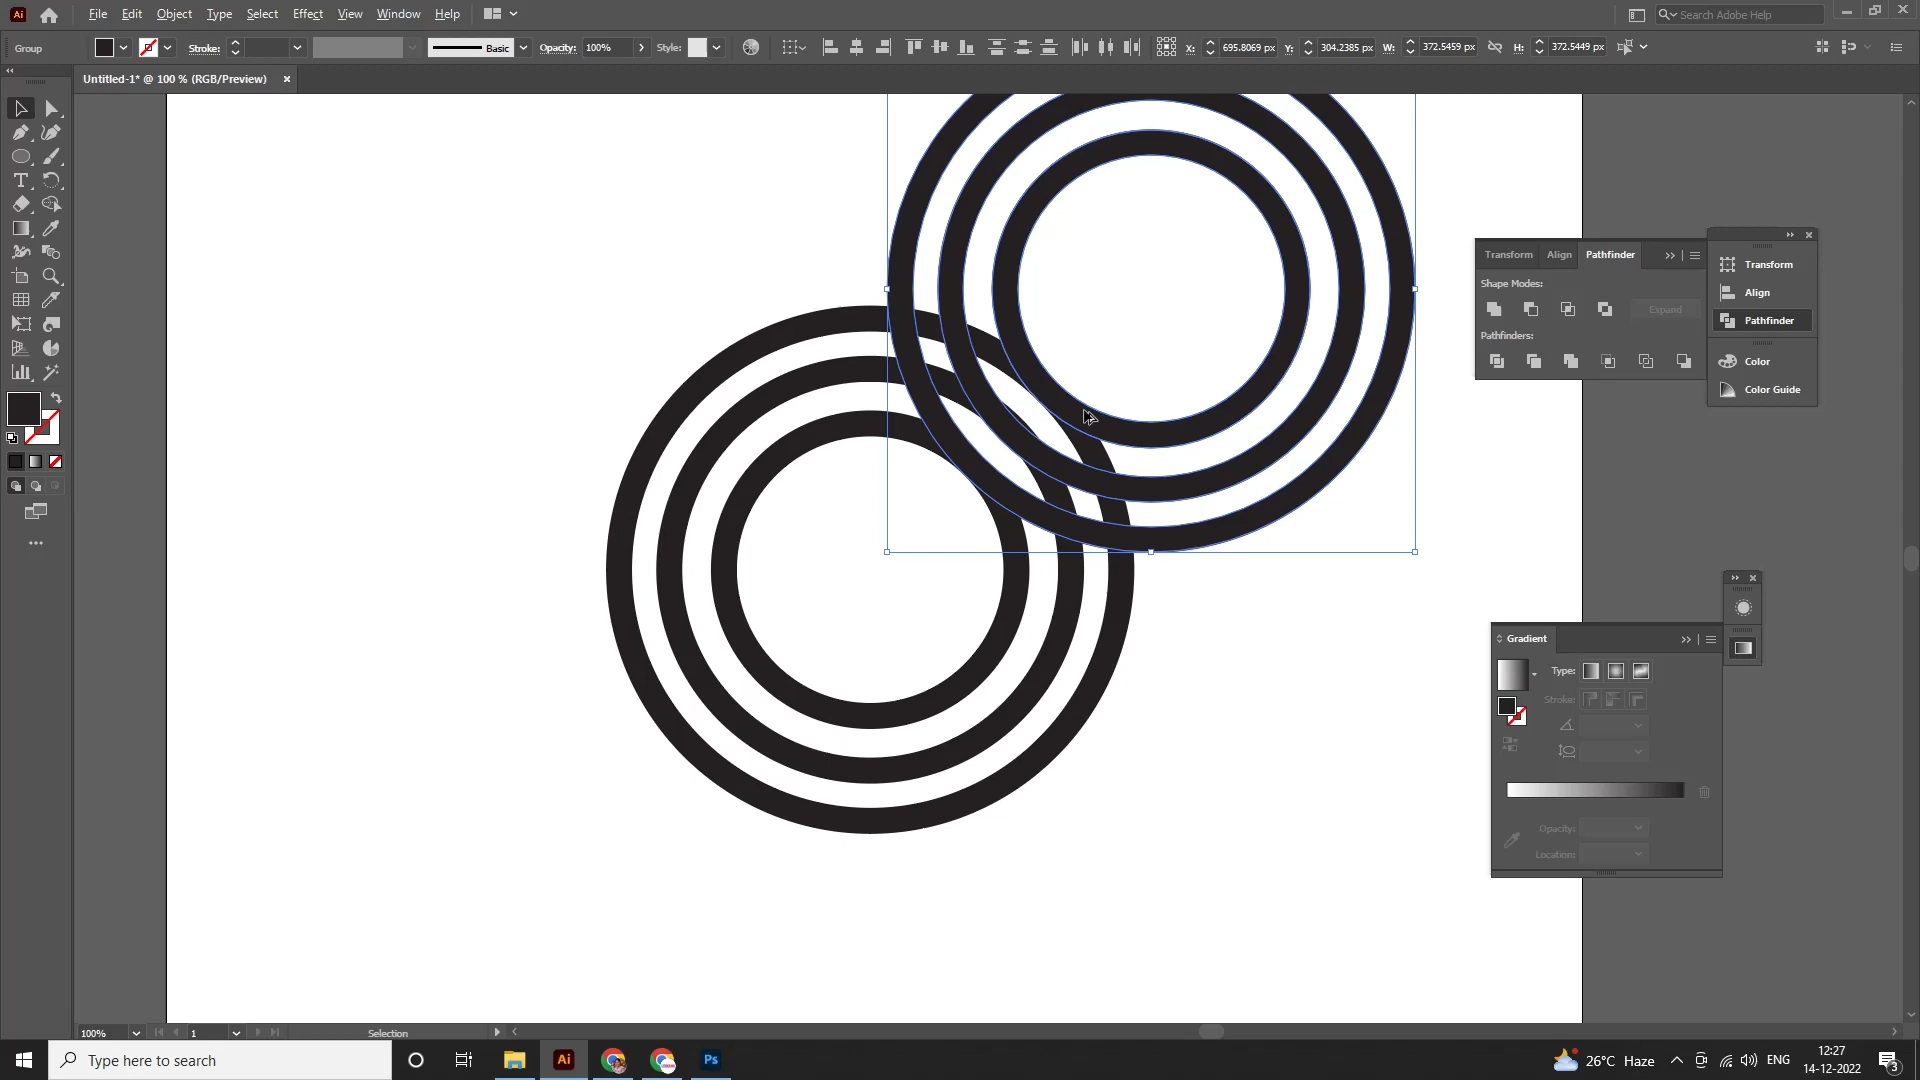 Ai File Edit Object Type Select Effect View Window Help Search Adobe Help
Group Stroke: Basic Opacity: 100% Style: X: 695.8069 px Y: 304.2385 px W: 372.5459 px H: 372.5449 px
Untitled-1* @ 100 % (RGB/Preview)
Transform Align Pathfinder
Shape Modes:
Expand
Pathfinders:
Transform
Align
Pathfinder
Color
Color Guide
Gradient
Type:
Stroke:
Opacity:
Location:
100% 1 Selection
Type here to search Ai Ps 26°C Haze ENG 12:27
14-12-2022 3